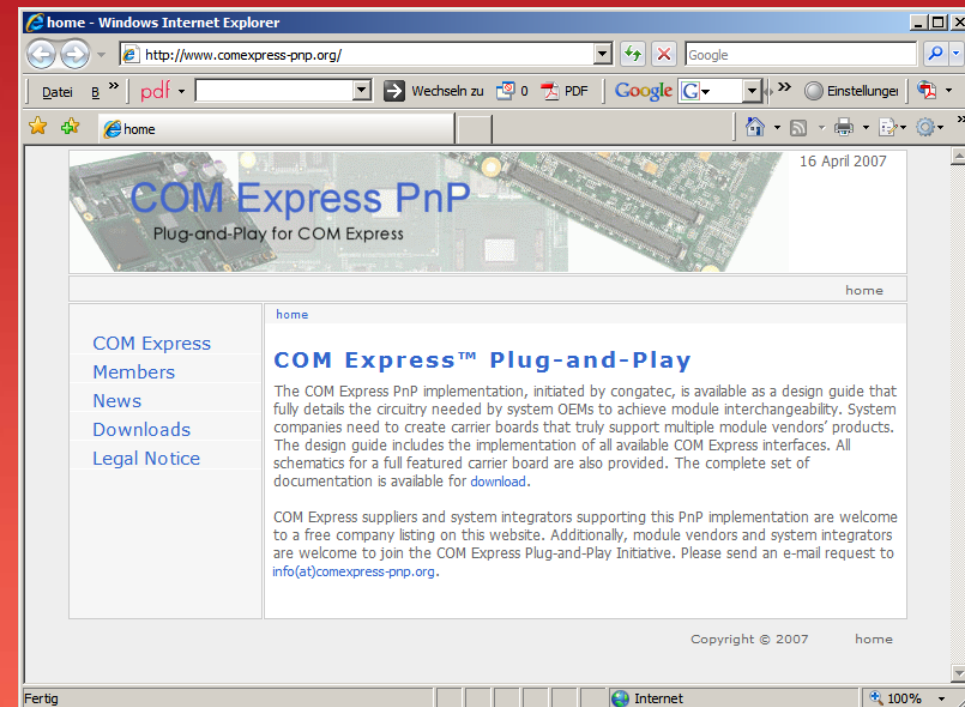 home - Windows Internet Explorer
http://www.comexpress-pnp.org/
Google
Datei B » pdf Wechseln zu 0 PDF Google G » Einstellungen
home »
16 April 2007
COM Express PnP
Plug-and-Play for COM Express
home
home
COM Express
Members
News
Downloads
Legal Notice
COM Express™ Plug-and-Play
The COM Express PnP implementation, initiated by congatec, is available as a design guide that
fully details the circuitry needed by system OEMs to achieve module interchangeability. System
companies need to create carrier boards that truly support multiple module vendors' products.
The design guide includes the implementation of all available COM Express interfaces. All
schematics for a full featured carrier board are also provided. The complete set of
documentation is available for download.
COM Express suppliers and system integrators supporting this PnP implementation are welcome
to a free company listing on this website. Additionally, module vendors and system integrators
are welcome to join the COM Express Plug-and-Play Initiative. Please send an e-mail request to
info(at)comexpress-pnp.org.
Copyright © 2007 home
Fertig Internet 100%